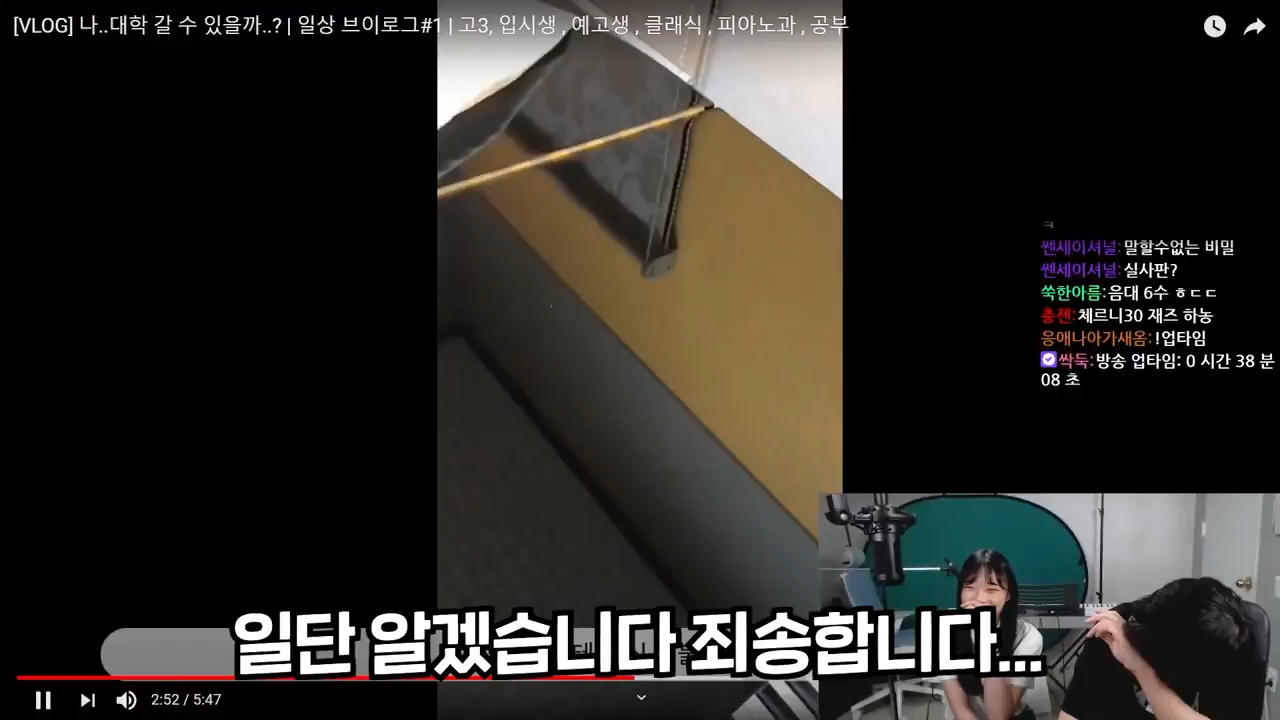 [VLOG] 나..대학 갈 수 있을까..? | 일상 브이로그#1 | 고3, 입시생 , 예고생 , 클래식 , 피아노과 , 공부
ㅋ
쎈세이셔널: 말할수없는 비밀
쎈세이셔널: 실사판?
쑥한아름: 음대 6수 ㅎㄷㄷ
충젠: 체르니30 재즈 하농
응애나아가새옴: !업타임
싹둑: 방송 업타임: 0 시간 38 분
08 초
일단 알겠습니다 죄송합니다...
2:52 / 5:47